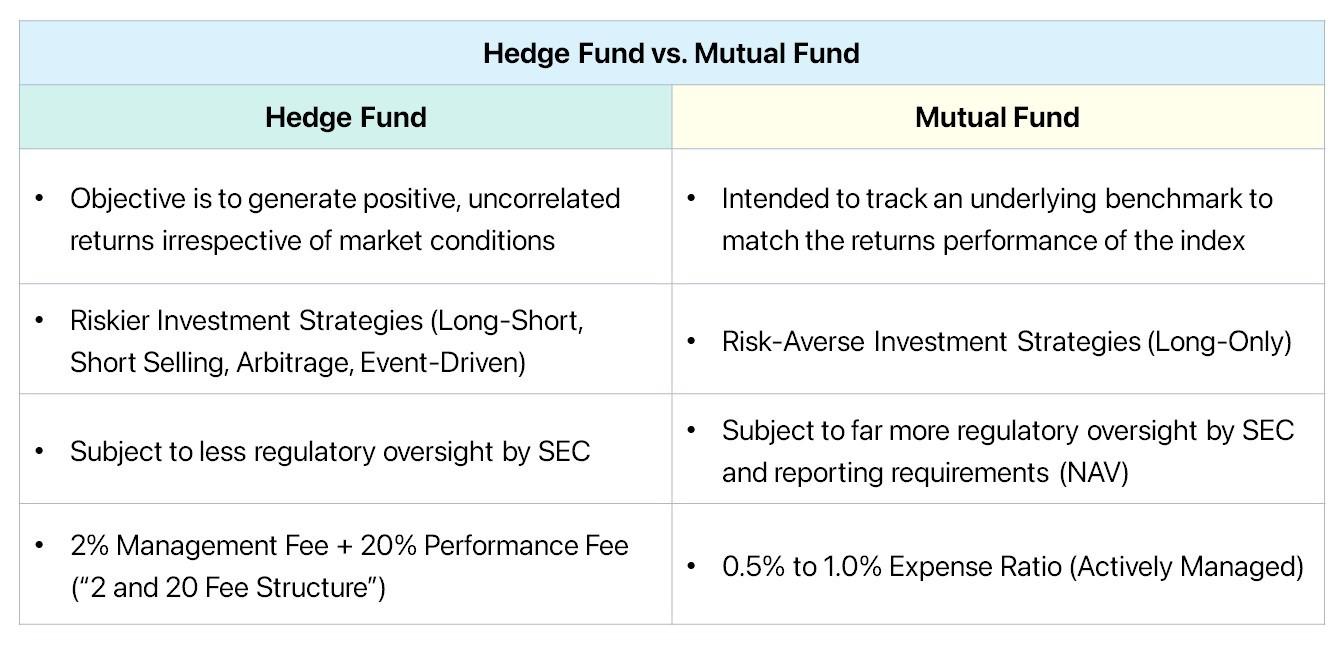 Hedge Fund vs. Mutual Fund
Hedge Fund
Mutual Fund
• Objective is to generate positive, uncorrelated
returns irrespective of market conditions
• Intended to track an underlying benchmark to
match the returns performance of the index
• Riskier Investment Strategies (Long-Short,
Short Selling, Arbitrage, Event-Driven)
• Risk-Averse Investment Strategies (Long-Only)
• Subject to less regulatory oversight by SEC
• Subject to far more regulatory oversight by SEC
and reporting requirements (NAV)
• 2% Management Fee + 20% Performance Fee
(“2 and 20 Fee Structure”)
• 0.5% to 1.0% Expense Ratio (Actively Managed)